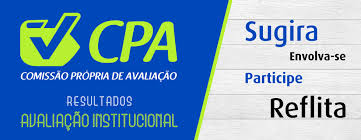 CPA
COMISSÃO PRÓPRIA DE AVALIAÇÃO
RESULTADOS
AVALIAÇÃO INSTITUCIONAL
Sugira
Envolva-se
Participe
Reflita